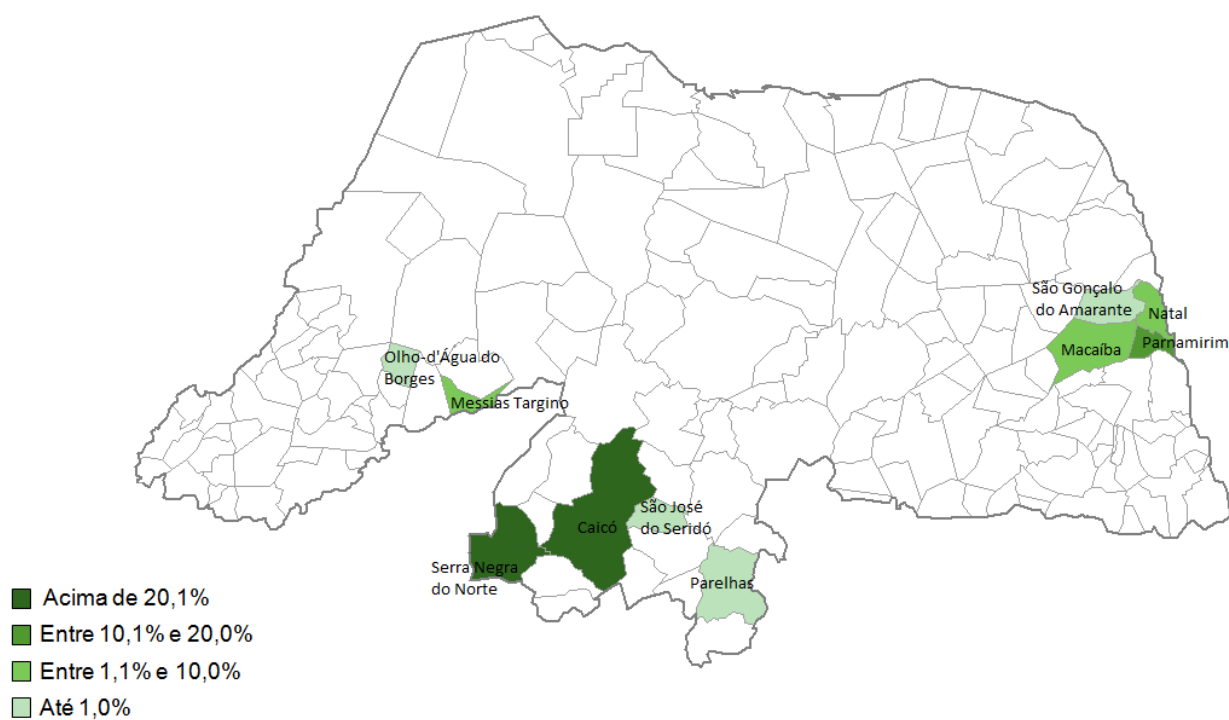 São Gonçalo
do Amarante
Natal
Parnamirim
Macaíba
Olho-d'Água do
Borges
Messias Targino
São José
do Seridó
Caicó
Serra Negra
do Norte
Parelhas
Acima de 20,1%
Entre 10,1% e 20,0%
Entre 1,1% e 10,0%
Até 1,0%